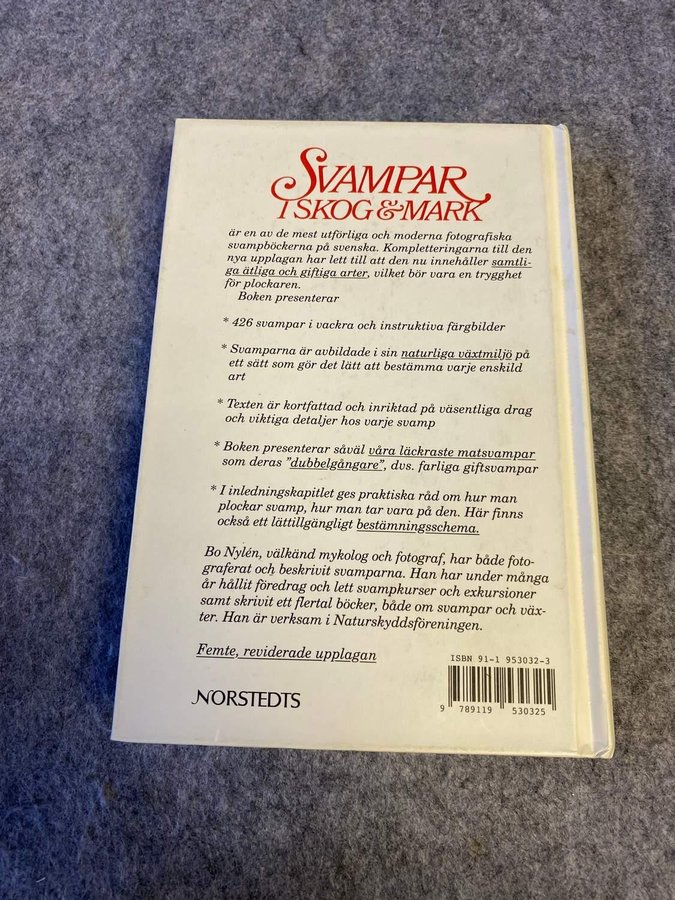 SVAMPAR
I SKOG & MARK
är en av de mest utförliga och moderna fotografiska
svampböckerna på svenska. Kompletteringarna till den
nya upplagan har lett till att den nu innehåller samtli-
ga ätliga och giftiga arter, vilket bör vara en trygghet
för plockaren.
Boken presenterar
* 426 svampar i vackra och instruktiva färgbilder
* Svamparna är avbildade i sin naturliga växtmiljö på
ett sätt som gör det lätt att bestämma varje enskild
art
* Texten är kortfattad och inriktad på väsentliga drag
och viktiga detaljer hos varje svamp
* Boken presenterar såväl våra läckraste matsvampar
som deras "dubbelgångare", dvs. farliga giftsvampar
* I inledningskapitlet ges praktiska råd om hur man
plockar svamp, hur man tar vara på den. Här finns
också ett lättillgängligt bestämningsschema.
Bo Nylén, välkänd mykolog och fotograf, har både foto-
graferat och beskrivit svamparna. Han har under många
år hållit föredrag och lett svampkurser och exkursioner
samt skrivit ett flertal böcker, både om svampar och väx-
ter. Han är verksam i Naturskyddsföreningen.
Femte, reviderade upplagan
ISBN 91-1 953032-3
9 789119 530325
NORSTEDTS